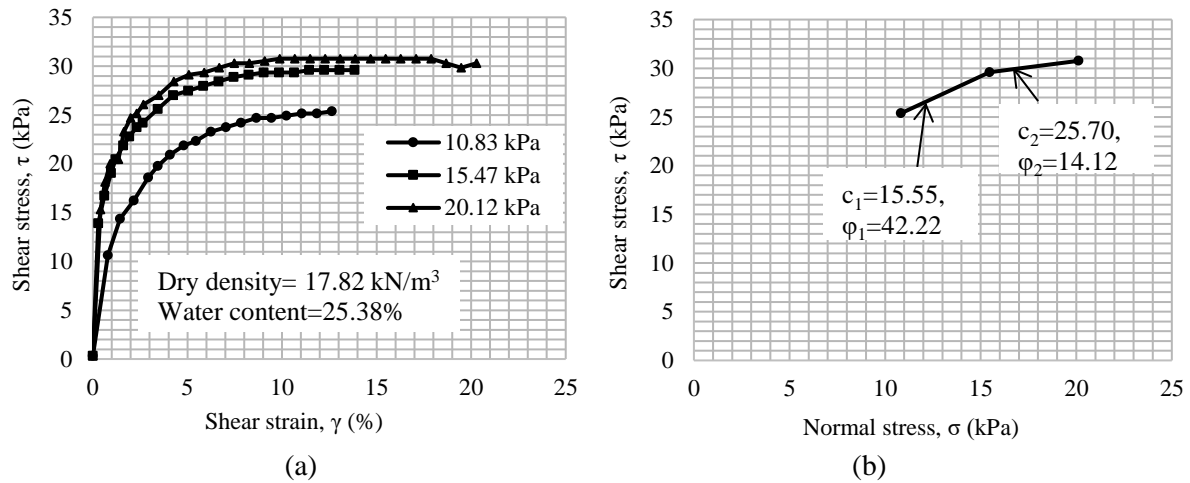 35
30
25
20
15
10
5
0
Shear stress, τ (kPa)
10.83 kPa
15.47 kPa
20.12 kPa
Dry density= 17.82 kN/m³
Water content=25.38%
0 5 10 15 20 25
Shear strain, γ (%)
(a)
35
30
25
20
15
10
5
0
Shear stress, τ (kPa)
c₂=25.70,
φ₂=14.12
c₁=15.55,
φ₁=42.22
0 5 10 15 20 25
Normal stress, σ (kPa)
(b)